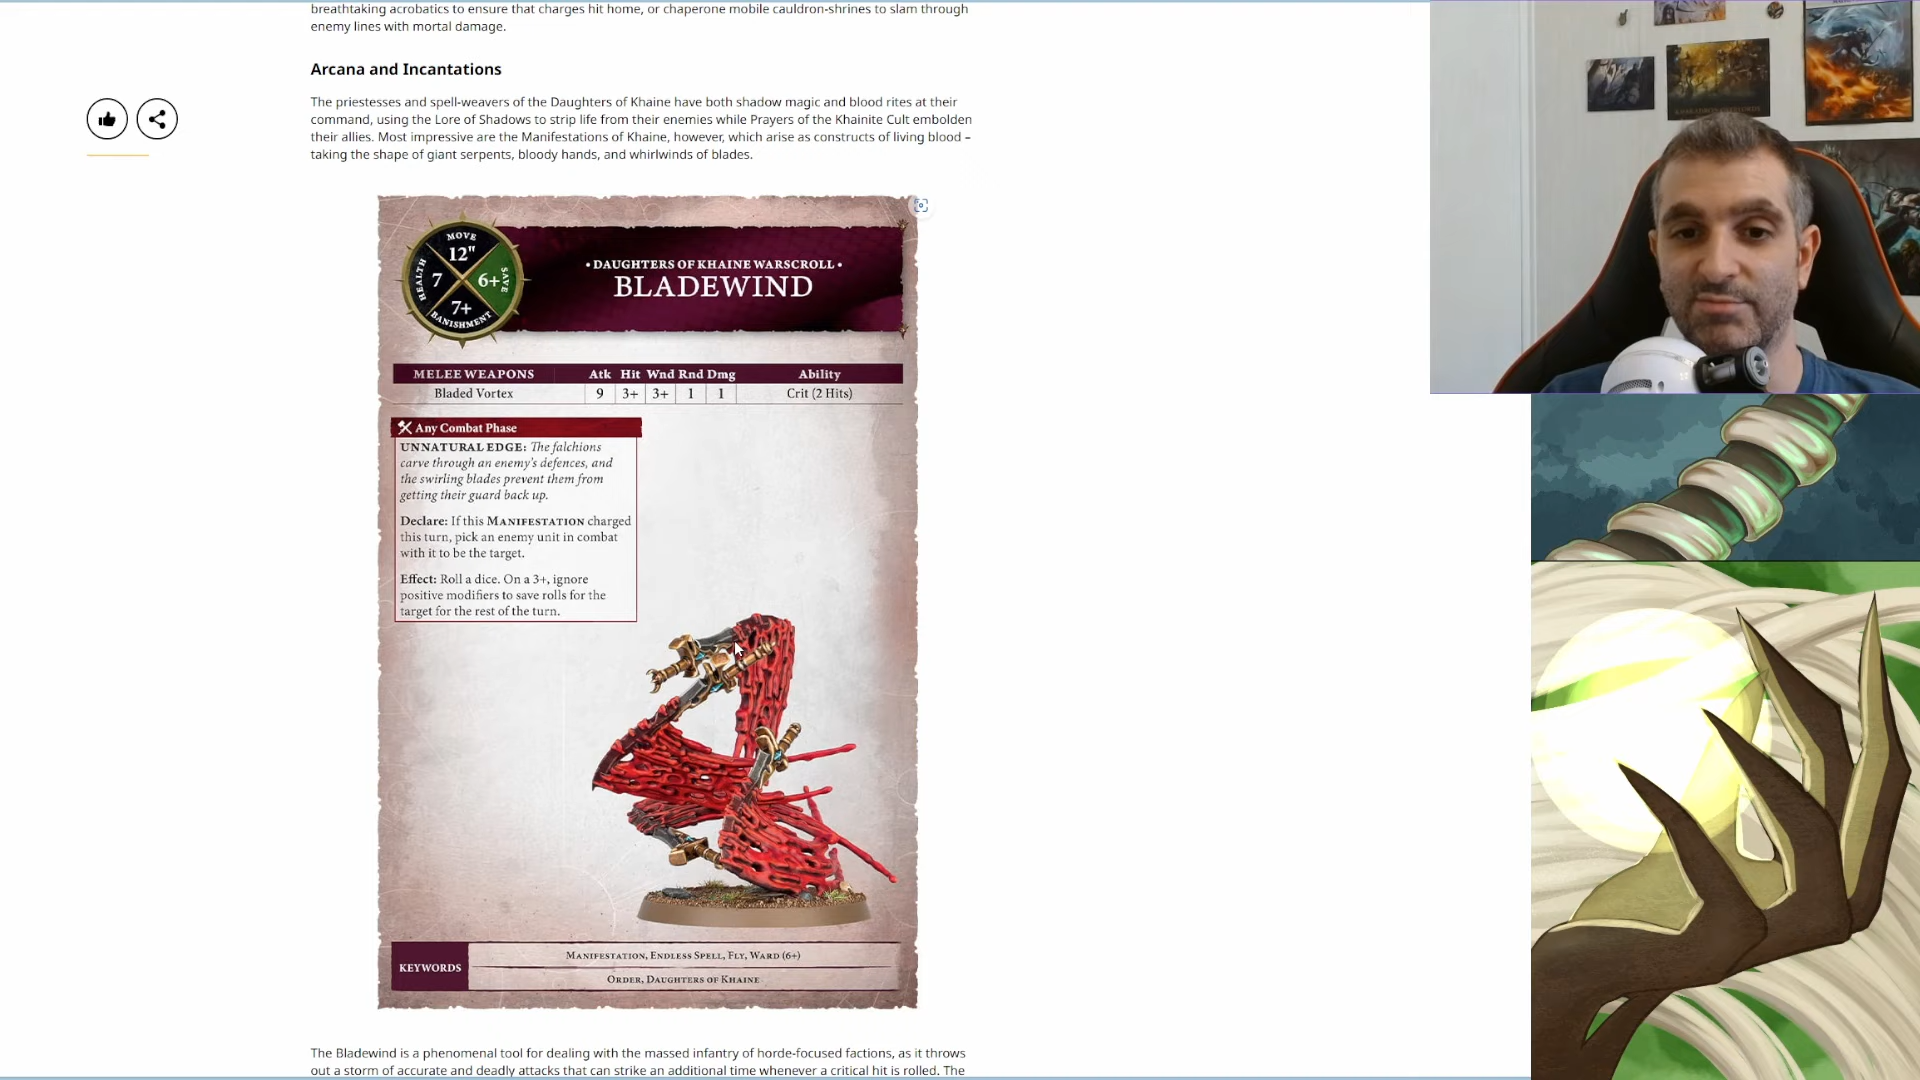 breathtaking acrobatics to ensure that charges hit home, or chaperone mobile cauldron-shrines to slam through
enemy lines with mortal damage.
Arcana and Incantations
The priestesses and spell-weavers of the Daughters of Khaine have both shadow magic and blood rites at their
command, using the Lore of Shadows to strip life from their enemies while Prayers of the Khainite Cult embolden
their allies. Most impressive are the Manifestations of Khaine, however, which arise as constructs of living blood –
taking the shape of giant serpents, bloody hands, and whirlwinds of blades.
MOVE
12"
HEALTH
7
6+
SAVE
7+
BANISHMENT
• DAUGHTERS OF KHAINE WARSCROLL •
BLADEWIND
MELEE WEAPONS Atk Hit Wnd Rnd Dmg Ability
Bladed Vortex 9 3+ 3+ 1 1 Crit (2 Hits)
Any Combat Phase
UNNATURAL EDGE: The falchions
carve through an enemy's defences, and
the swirling blades prevent them from
getting their guard back up.
Declare: If this MANIFESTATION charged
this turn, pick an enemy unit in combat
with it to be the target.
Effect: Roll a dice. On a 3+, ignore
positive modifiers to save rolls for the
target for the rest of the turn.
KEYWORDS
MANIFESTATION, ENDLESS SPELL, FLY, WARD (6+)
ORDER, DAUGHTERS OF KHAINE
The Bladewind is a phenomenal tool for dealing with the massed infantry of horde-focused factions, as it throws
out a storm of accurate and deadly attacks that can strike an additional time whenever a critical hit is rolled. The